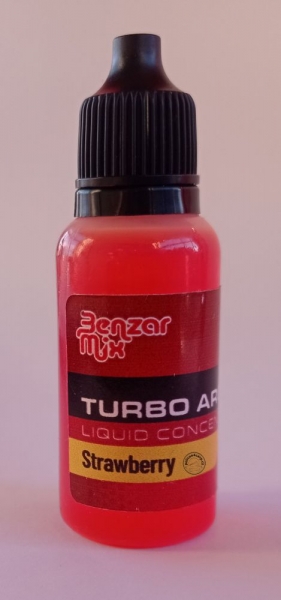 Benzar
Mix
TURBO AR
LIQUID CONCE
Strawberry